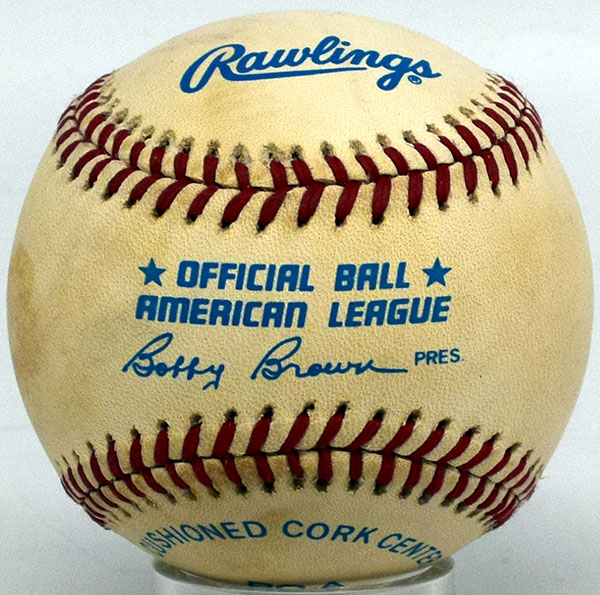 Rawlings®
★ OFFICIAL BALL ★
AMERICAN LEAGUE
Bobby Brown PRES.
CUSHIONED CORK CENTER